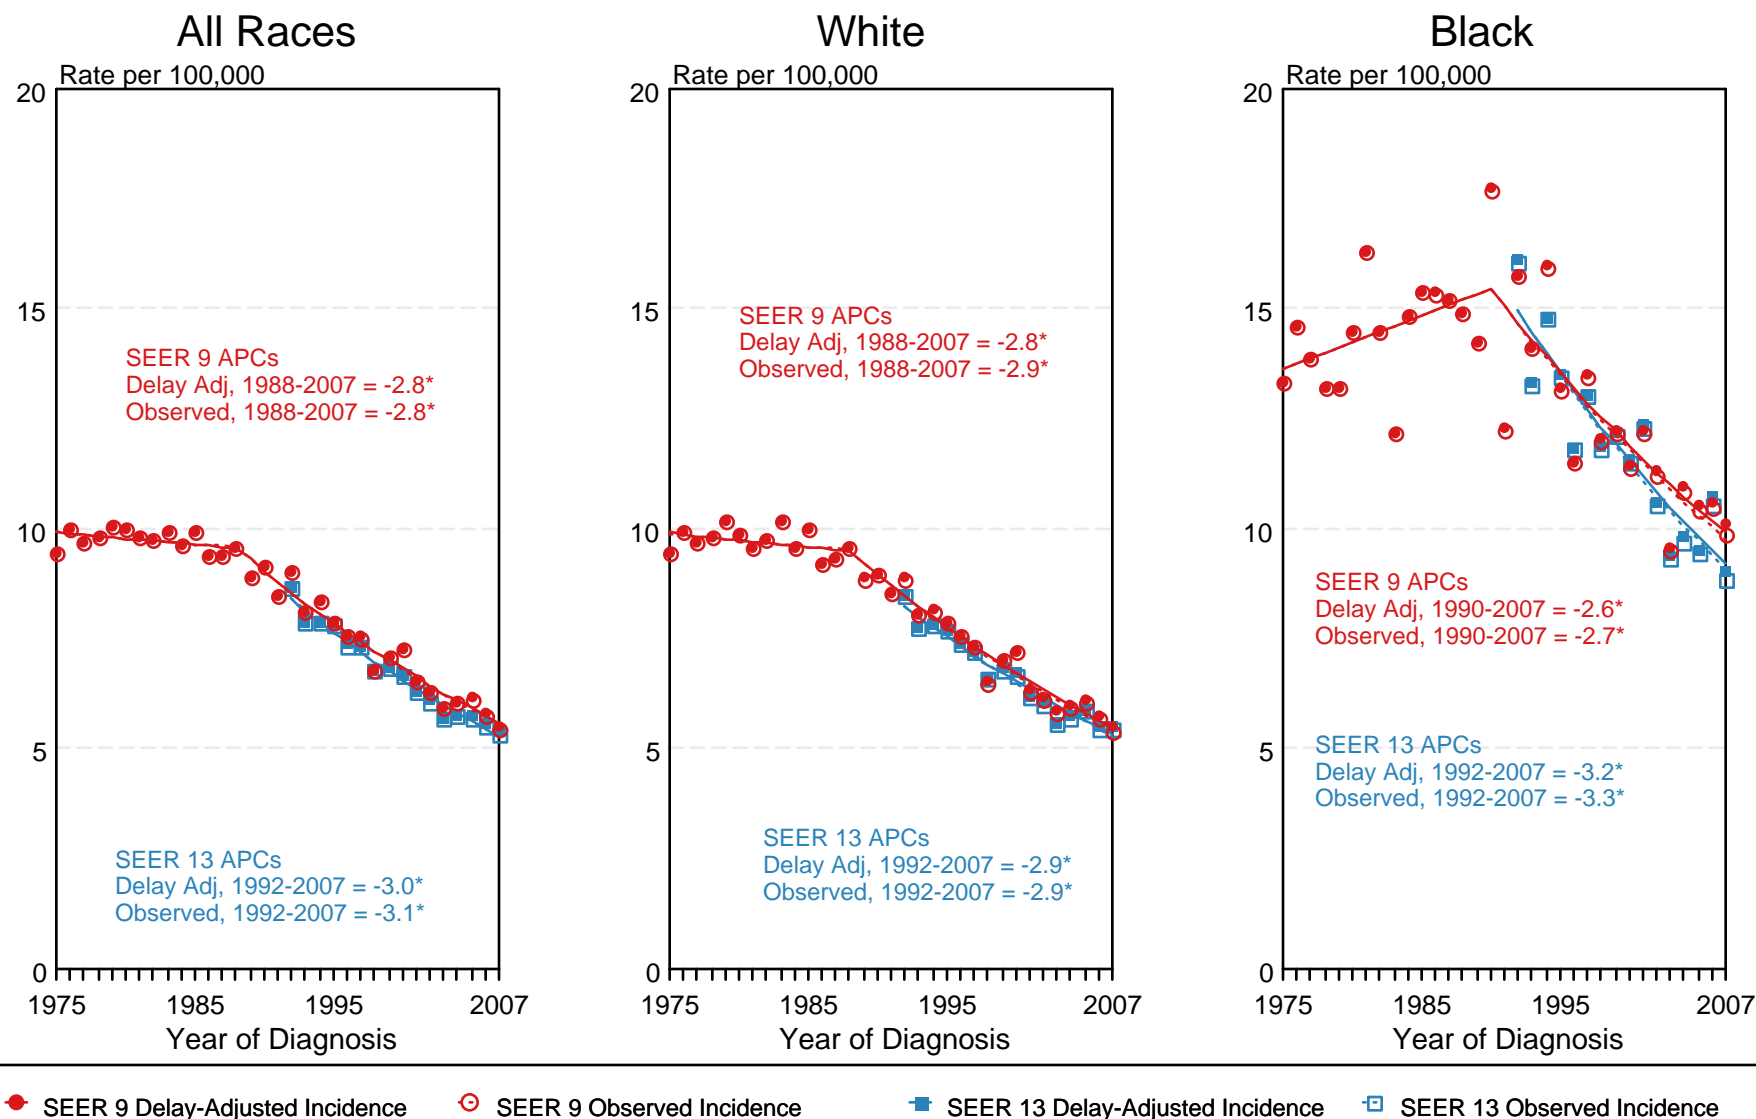 All Races
Rate per 100,000
20
15
10
5
0
SEER 9 APCs
Delay Adj, 1988-2007 = -2.8*
Observed, 1988-2007 = -2.8*
SEER 13 APCs
Delay Adj, 1992-2007 = -3.0*
Observed, 1992-2007 = -3.1*
1975 1985 1995 2007
Year of Diagnosis
White
Rate per 100,000
20
15
10
5
0
SEER 9 APCs
Delay Adj, 1988-2007 = -2.8*
Observed, 1988-2007 = -2.9*
SEER 13 APCs
Delay Adj, 1992-2007 = -2.9*
Observed, 1992-2007 = -2.9*
1975 1985 1995 2007
Year of Diagnosis
Black
Rate per 100,000
20
15
10
5
0
SEER 9 APCs
Delay Adj, 1990-2007 = -2.6*
Observed, 1990-2007 = -2.7*
SEER 13 APCs
Delay Adj, 1992-2007 = -3.2*
Observed, 1992-2007 = -3.3*
1975 1985 1995 2007
Year of Diagnosis
SEER 9 Delay-Adjusted Incidence SEER 9 Observed Incidence SEER 13 Delay-Adjusted Incidence SEER 13 Observed Incidence